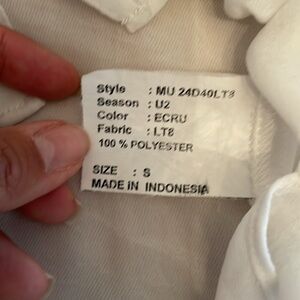 Style : MU 24D40LT8
Season : U2
Color : ECRU
Fabric : LT8
100 % POLYESTER
SIZE : S
MADE IN INDONESIA